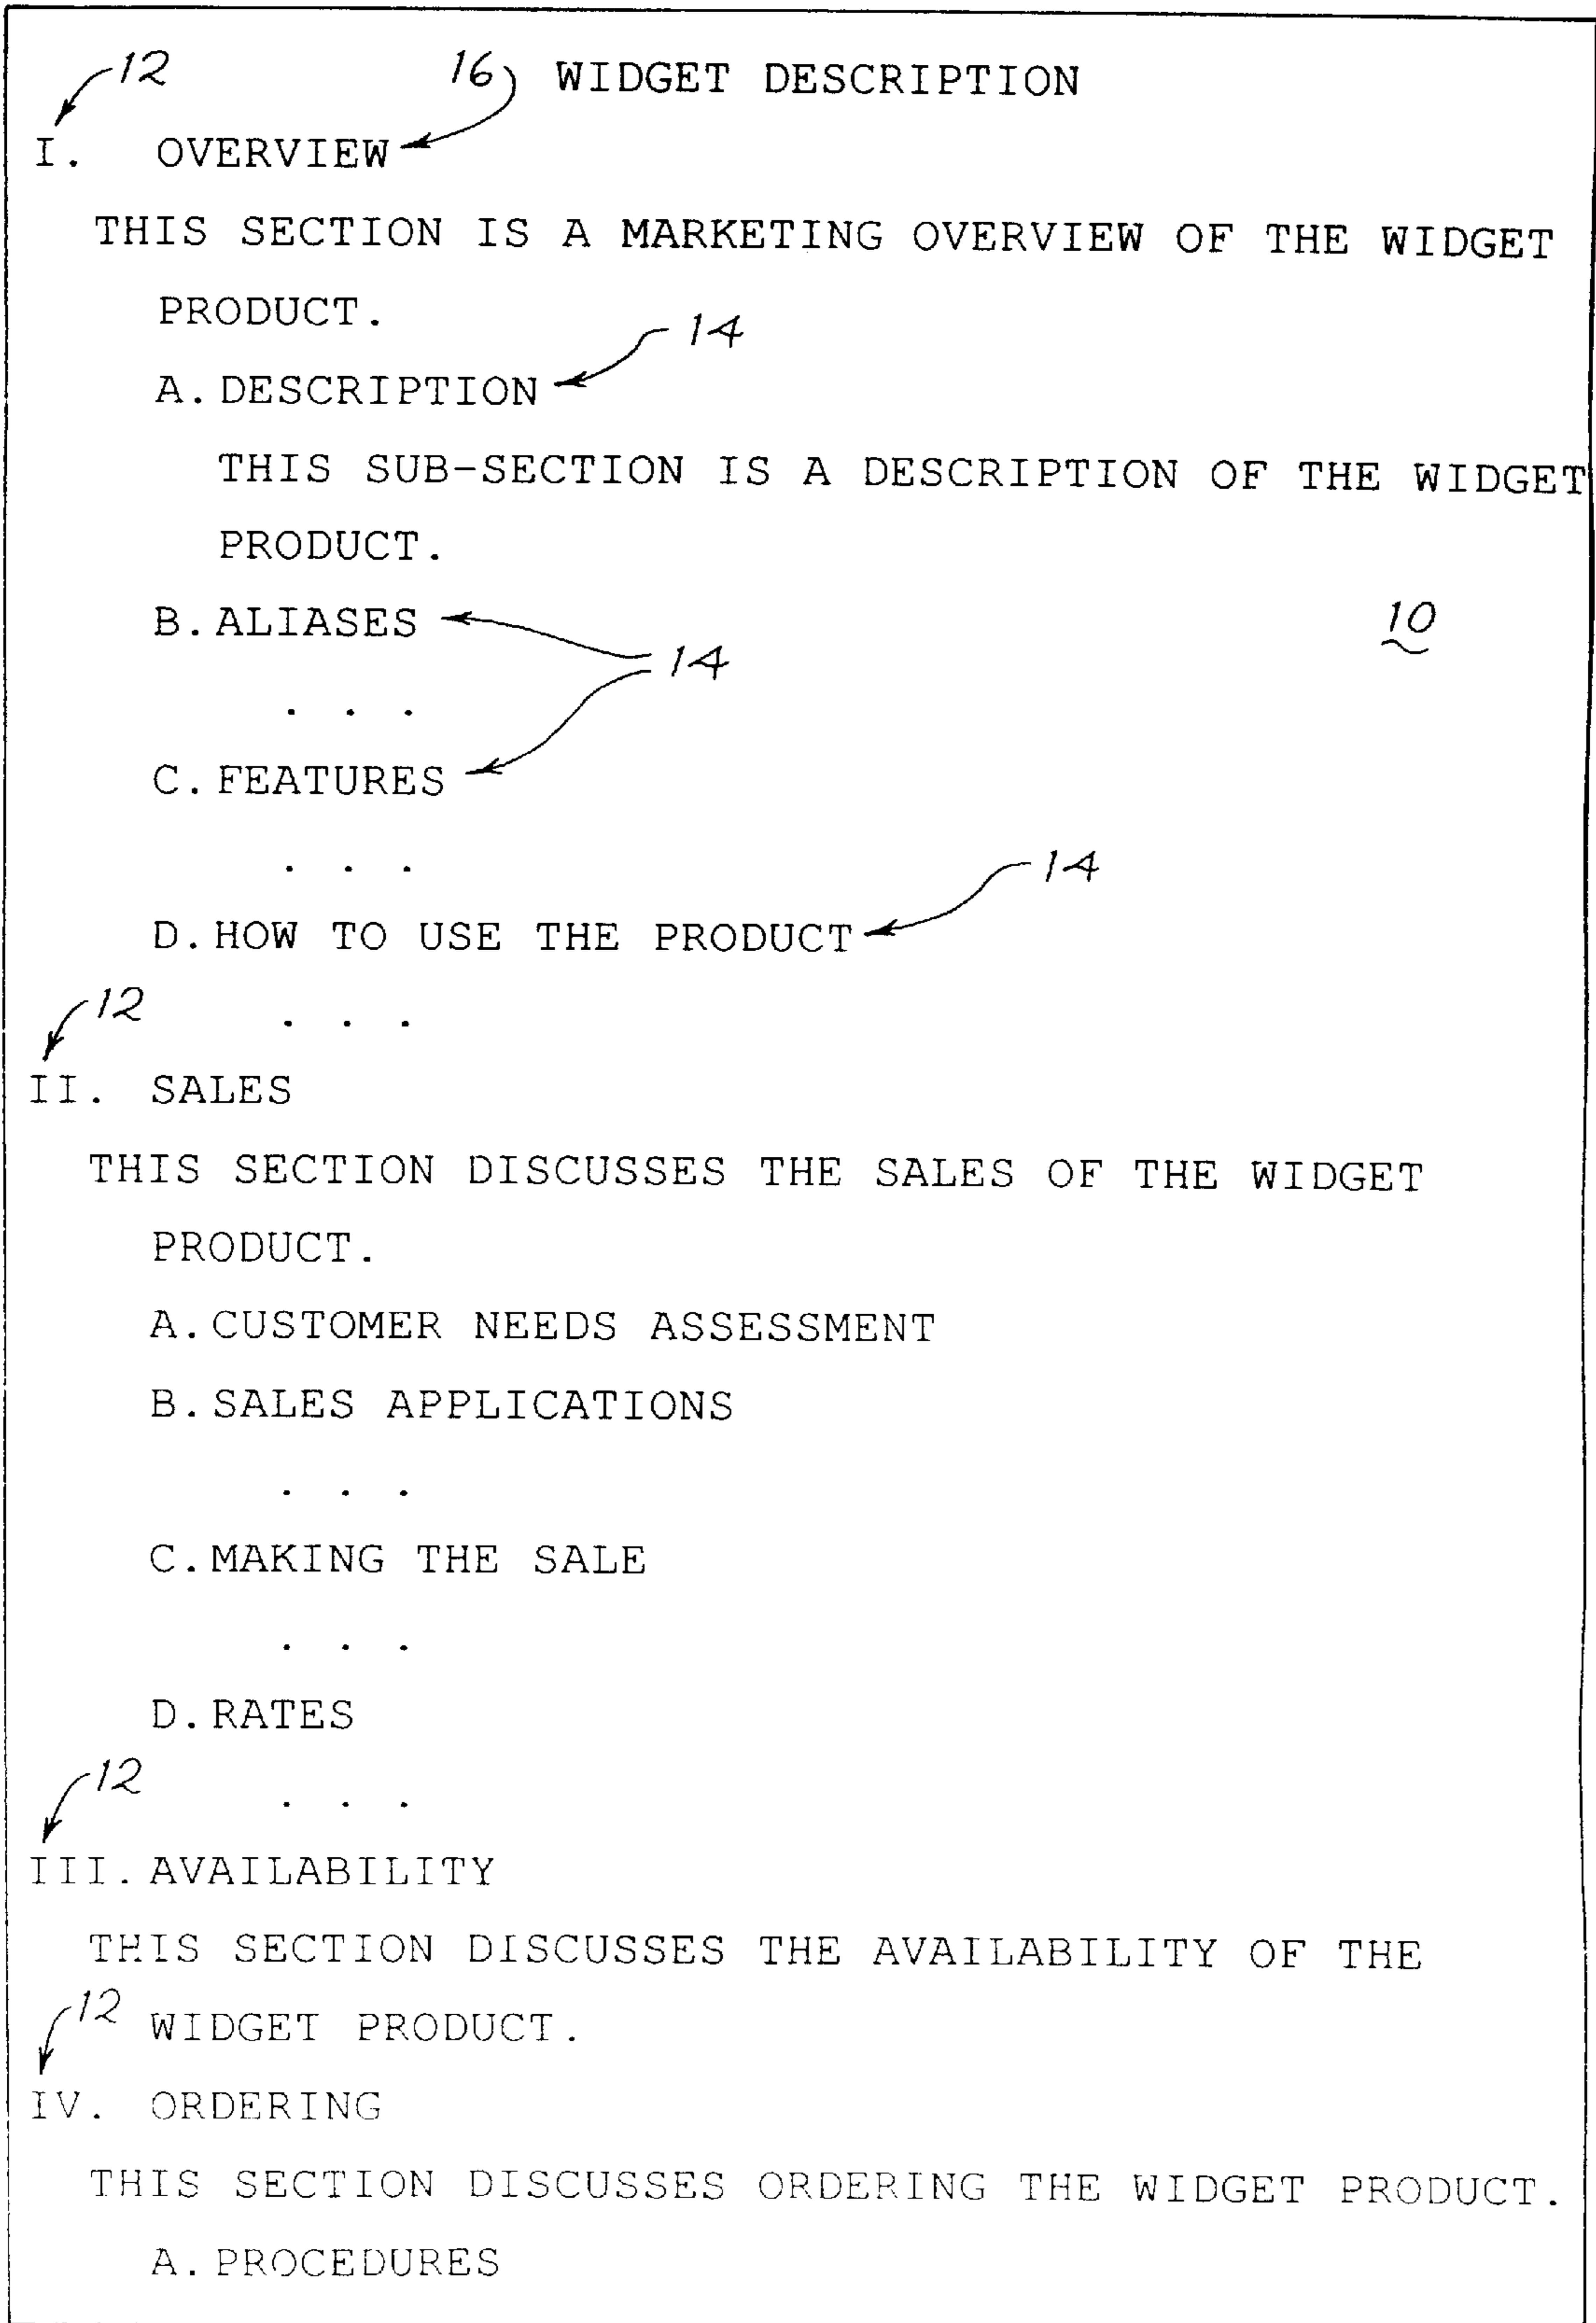 12 16 WIDGET DESCRIPTION
I. OVERVIEW
THIS SECTION IS A MARKETING OVERVIEW OF THE WIDGET
PRODUCT.
14
A. DESCRIPTION
THIS SUB-SECTION IS A DESCRIPTION OF THE WIDGET
PRODUCT.
B. ALIASES
10
14
. . .
C. FEATURES
. . .
14
D. HOW TO USE THE PRODUCT
12
. . .
II. SALES
THIS SECTION DISCUSSES THE SALES OF THE WIDGET
PRODUCT.
A. CUSTOMER NEEDS ASSESSMENT
B. SALES APPLICATIONS
. . .
C. MAKING THE SALE
. . .
D. RATES
12
. . .
III. AVAILABILITY
THIS SECTION DISCUSSES THE AVAILABILITY OF THE
12 WIDGET PRODUCT.
IV. ORDERING
THIS SECTION DISCUSSES ORDERING THE WIDGET PRODUCT.
A. PROCEDURES